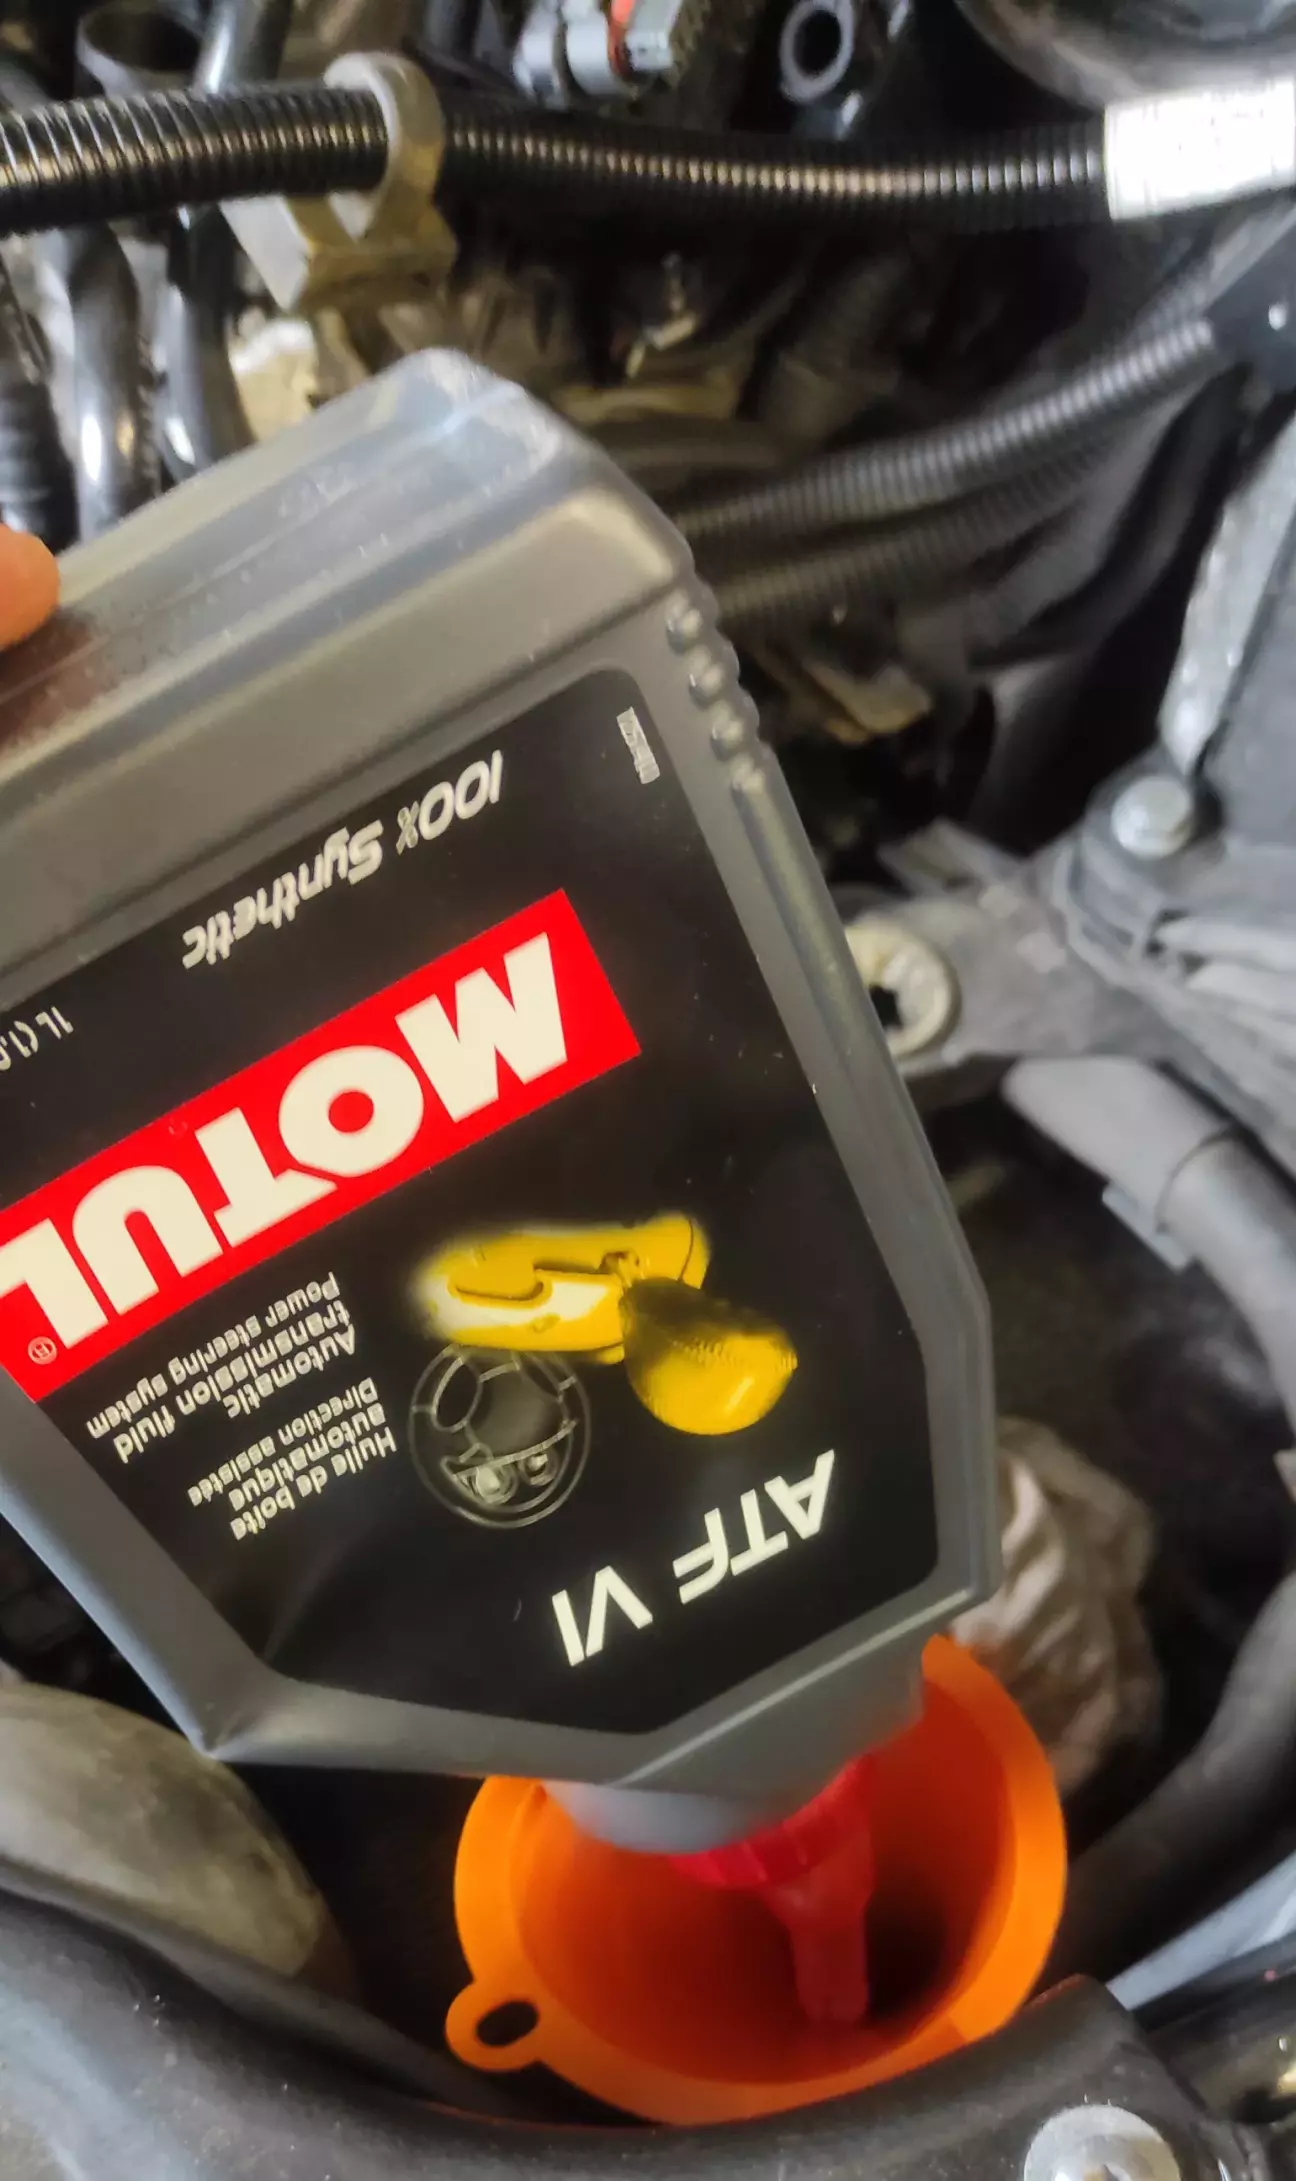 ATF VI
Huile de boîte
automatique
Direction assistée
Automatic
transmission fluid
Power steering system
MOTUL®
100% Synthetic